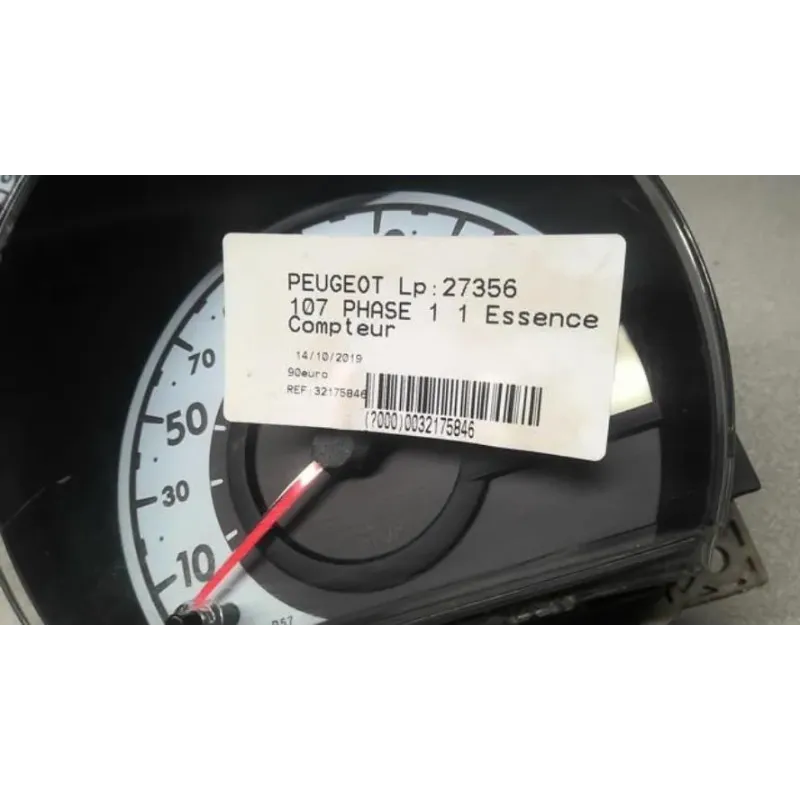 PEUGEOT Lp:27356
107 PHASE 1 1 Essence
Compteur
14/10/2019
90euro
REF:32175846
(?000)0032175846
70
50
30
10